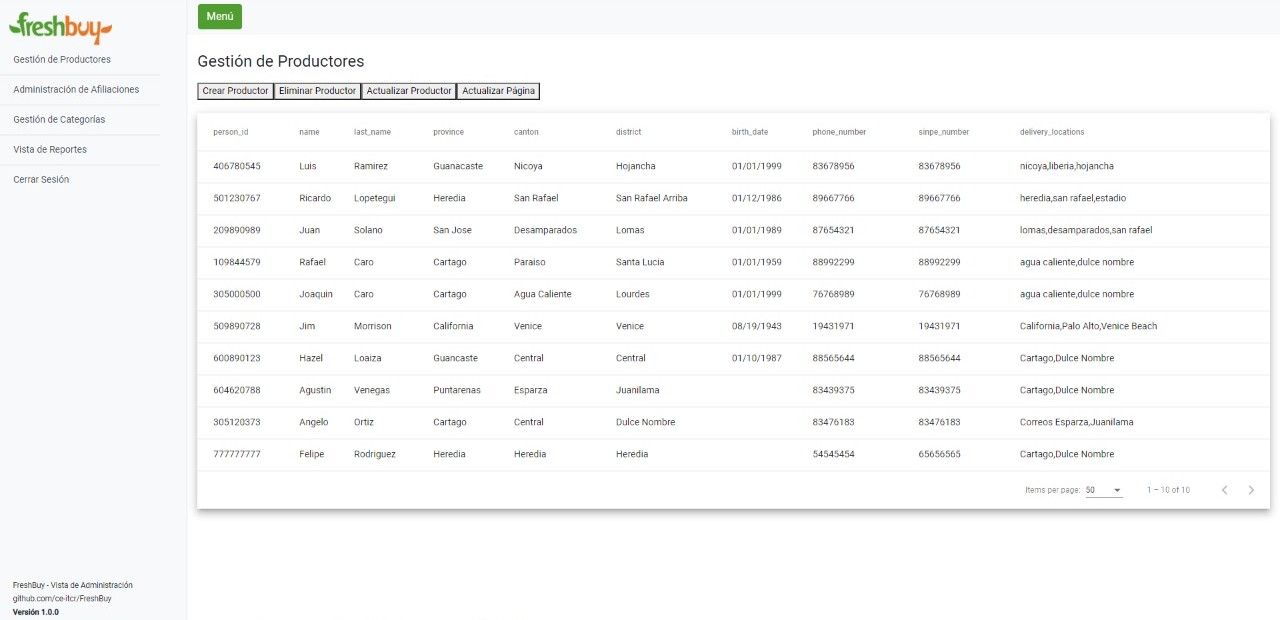 freshbuy
Menú
Gestión de Productores
Administración de Afiliaciones
Gestión de Categorías
Vista de Reportes
Cerrar Sesión
Gestión de Productores
Crear Productor Eliminar Productor Actualizar Productor Actualizar Página
person_id name last_name province canton district birth_date phone_number sinpe_number delivery_locations
406780545 Luis Ramirez Guanacaste Nicoya Hojancha 01/01/1999 83678956 83678956 nicoya,liberia,hojancha
501230767 Ricardo Lopetegui Heredia San Rafael San Rafael Arriba 01/12/1986 89667766 89667766 heredia,san rafael,estadio
209890989 Juan Solano San Jose Desamparados Lomas 01/01/1989 87654321 87654321 lomas,desamparados,san rafael
109844579 Rafael Caro Cartago Paraiso Santa Lucia 01/01/1959 88992299 88992299 agua caliente,dulce nombre
305000500 Joaquin Caro Cartago Agua Caliente Lourdes 01/01/1999 76768989 76768989 agua caliente,dulce nombre
509890728 Jim Morrison California Venice Venice 08/19/1943 19431971 19431971 California,Palo Alto,Venice Beach
600890123 Hazel Loaiza Guancaste Central Central 01/10/1987 88565644 88565644 Cartago,Dulce Nombre
604620788 Agustin Venegas Puntarenas Esparza Juanilama 83439375 83439375 Cartago,Dulce Nombre
305120373 Angelo Ortiz Cartago Central Dulce Nombre 83476183 83476183 Correos Esparza,Juanilama
777777777 Felipe Rodriguez Heredia Heredia Heredia 54545454 65656565 Cartago,Dulce Nombre
Items per page: 50 1 – 10 of 10
FreshBuy - Vista de Administración
github.com/ce-itcr/FreshBuy
Versión 1.0.0